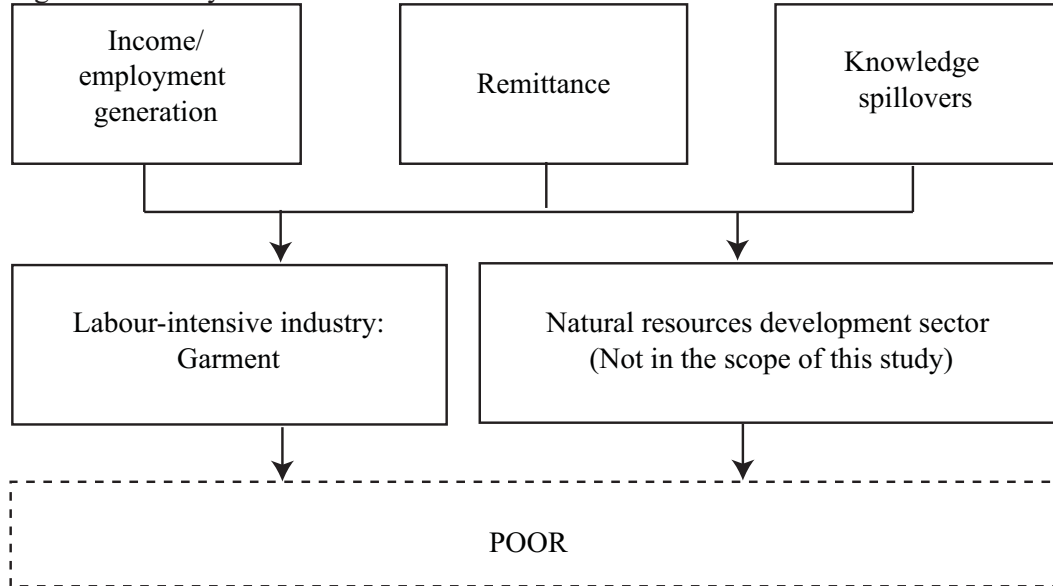 Income/
employment
generation
Remittance
Knowledge
spillovers
Labour-intensive industry:
Garment
Natural resources development sector
(Not in the scope of this study)
POOR